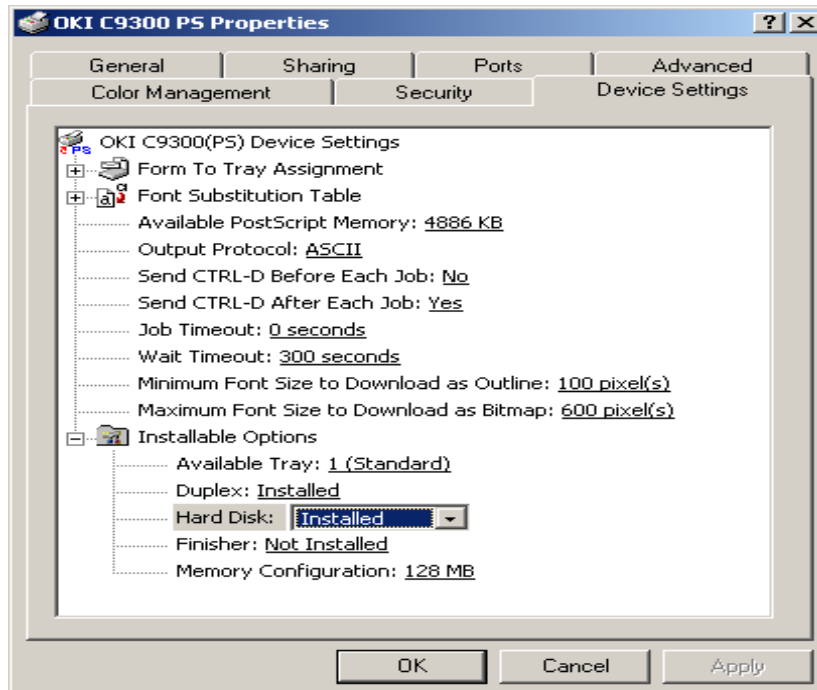 OKI C9300 PS Properties
General Sharing Ports Advanced
Color Management Security Device Settings
OKI C9300(PS) Device Settings
Form To Tray Assignment
Font Substitution Table
Available PostScript Memory: 4886 KB
Output Protocol: ASCII
Send CTRL-D Before Each Job: No
Send CTRL-D After Each Job: Yes
Job Timeout: 0 seconds
Wait Timeout: 300 seconds
Minimum Font Size to Download as Outline: 100 pixel(s)
Maximum Font Size to Download as Bitmap: 600 pixel(s)
Installable Options
Available Tray: 1 (Standard)
Duplex: Installed
Hard Disk: Installed
Finisher: Not Installed
Memory Configuration: 128 MB
OK Cancel Apply